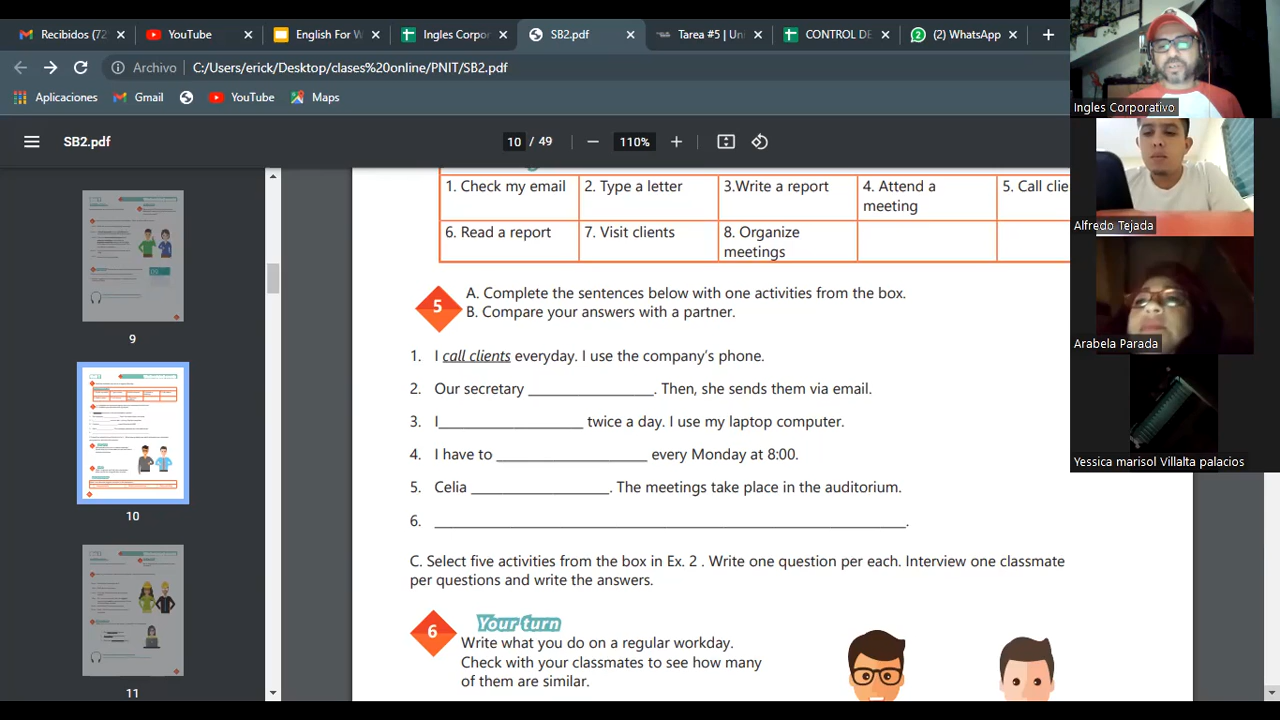 Recibidos (72
YouTube
English For W
Ingles Corpor
SB2.pdf
Tarea #5 | Uni
CONTROL DE
(2) WhatsApp
Archivo
C:/Users/erick/Desktop/clases%20online/PNIT/SB2.pdf
Aplicaciones
Gmail
YouTube
Maps
SB2.pdf
10 / 49
110%
9
10
11
1. Check my email
2. Type a letter
3.Write a report
4. Attend a
meeting
5. Call clie
6. Read a report
7. Visit clients
8. Organize
meetings
5
A. Complete the sentences below with one activities from the box.
B. Compare your answers with a partner.
1. I call clients everyday. I use the company's phone.
2. Our secretary ________________. Then, she sends them via email.
3. I__________________ twice a day. I use my laptop computer.
4. I have to ___________________ every Monday at 8:00.
5. Celia _________________. The meetings take place in the auditorium.
6. ____________________________________________________________.
C. Select five activities from the box in Ex. 2 . Write one question per each. Interview one classmate
per questions and write the answers.
6
Your turn
Write what you do on a regular workday.
Check with your classmates to see how many
of them are similar.
Ingles Corporativo
Alfredo Tejada
Arabela Parada
Yessica marisol Villalta palacios